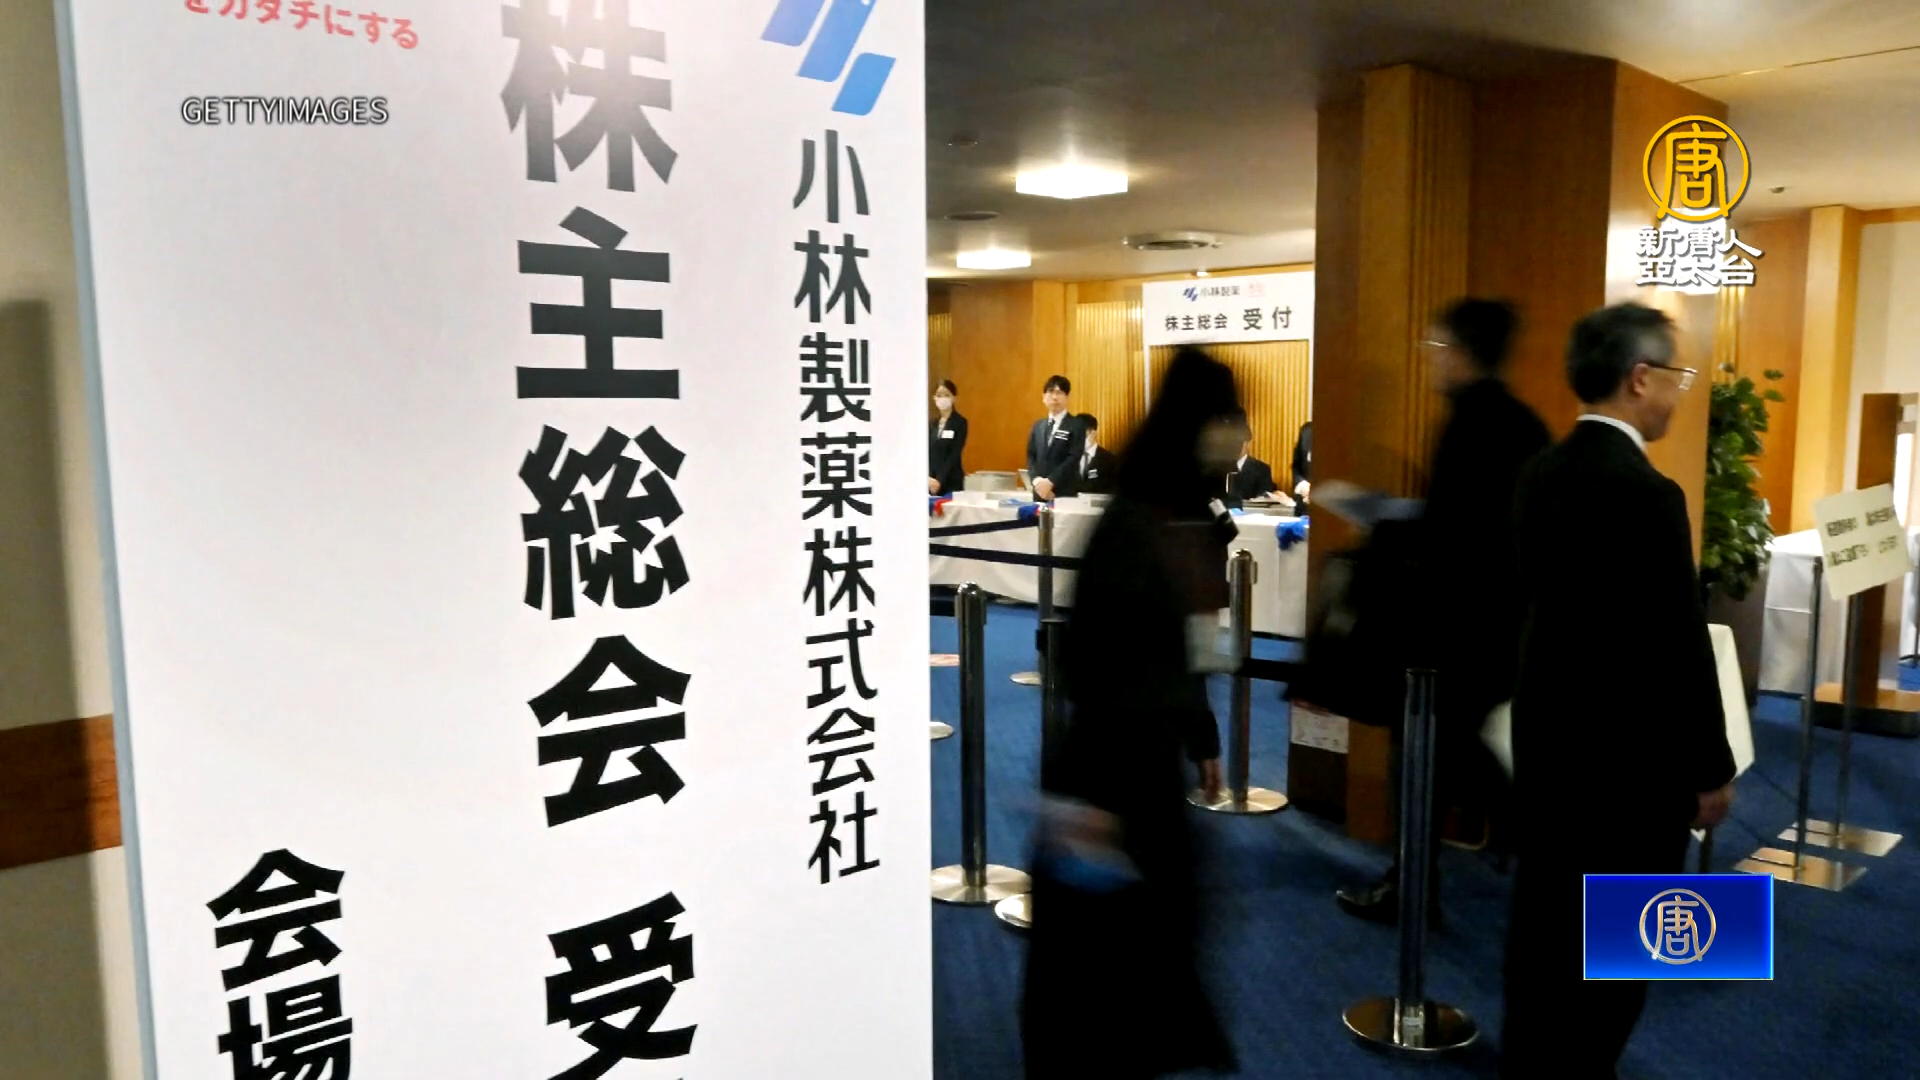 をカタチにする
GETTYIMAGES
小林製薬株式会社
株主総会 受
会場
小林製薬
株主総会 受付
唐
新唐人
亞太台
唐